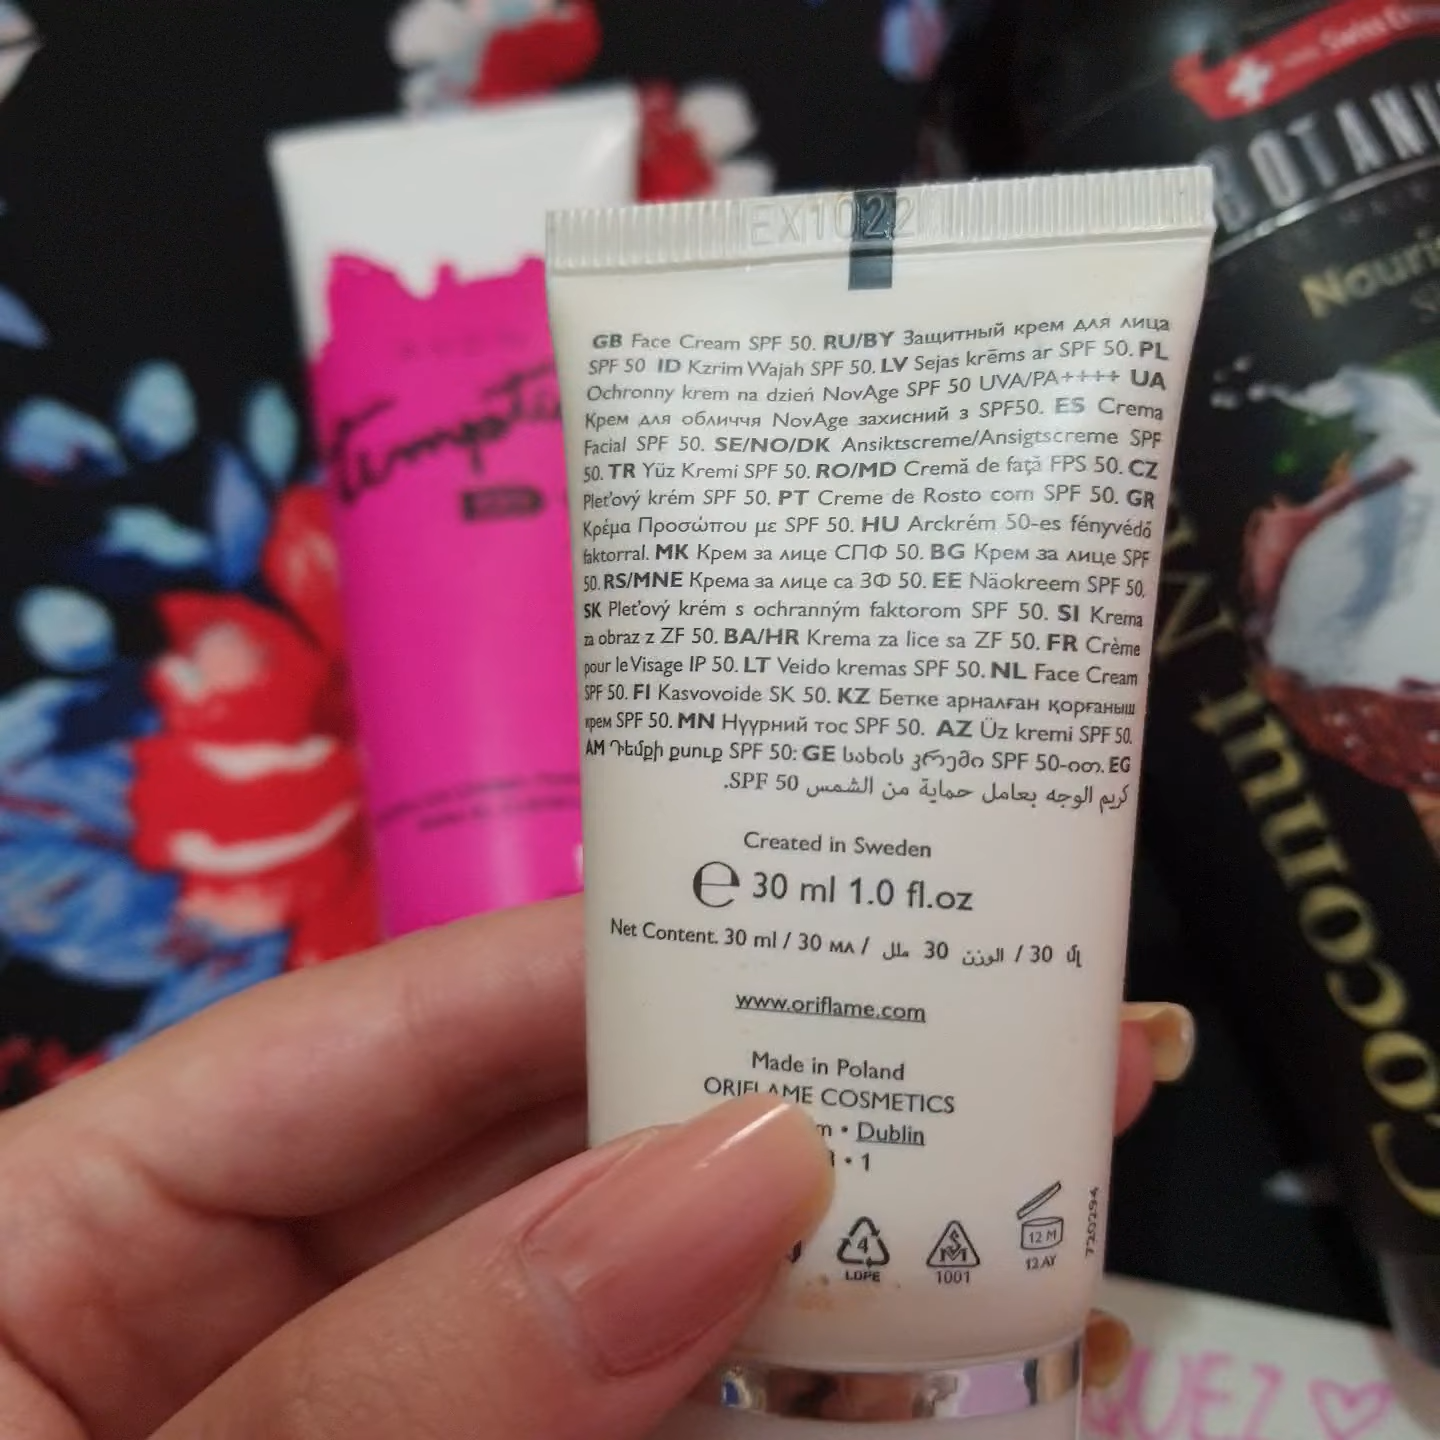 EX1022
GB Face Cream SPF 50. RU/BY Защитный крем для лица
SPF 50 ID Kzrim Wajah SPF 50. LV Sejas krēms ar SPF 50. PL
Ochronny krem na dzień NovAge SPF 50 UVA/PA++++ UA
Крем для обличчя NovAge захисний з SPF50. ES Crema
Facial SPF 50. SE/NO/DK Ansiktscreme/Ansigtscreme SPF
50. TR Yüz Kremi SPF 50. RO/MD Cremă de față FPS 50. CZ
Pleťový krém SPF 50. PT Creme de Rosto com SPF 50. GR
Κρέμα Προσώπου με SPF 50. HU Arckrém 50-es fényvédő
faktorral. MK Крем за лице СПФ 50. BG Крем за лице SPF
50. RS/MNE Крема за лице са ЗФ 50. EE Näokreem SPF 50.
SK Pleťový krém s ochranným faktorom SPF 50. SI Krema
za obraz z ZF 50. BA/HR Krema za lice sa ZF 50. FR Crème
pour le Visage IP 50. LT Veido kremas SPF 50. NL Face Cream
SPF 50. FI Kasvovoide SK 50. KZ Бетке арналған қорғаныш
крем SPF 50. MN Нүүрний тос SPF 50. AZ Üz kremi SPF 50.
AM Դեմքի քսուք SPF 50: GE სახის კრემი SPF 50-ით. EG
كريم الوجه بعامل حماية من الشمس SPF 50.
Created in Sweden
℮ 30 ml 1.0 fl.oz
Net Content. 30 ml / 30 мл / الوزن 30 ملل / 30 մլ
www.oriflame.com
Made in Poland
ORIFLAME COSMETICS
• Dublin
• 1
4
LDPE
1001
12 M
12 AY
720294
Swiss
BOTANI
Nouri
Coconut
QUEZ